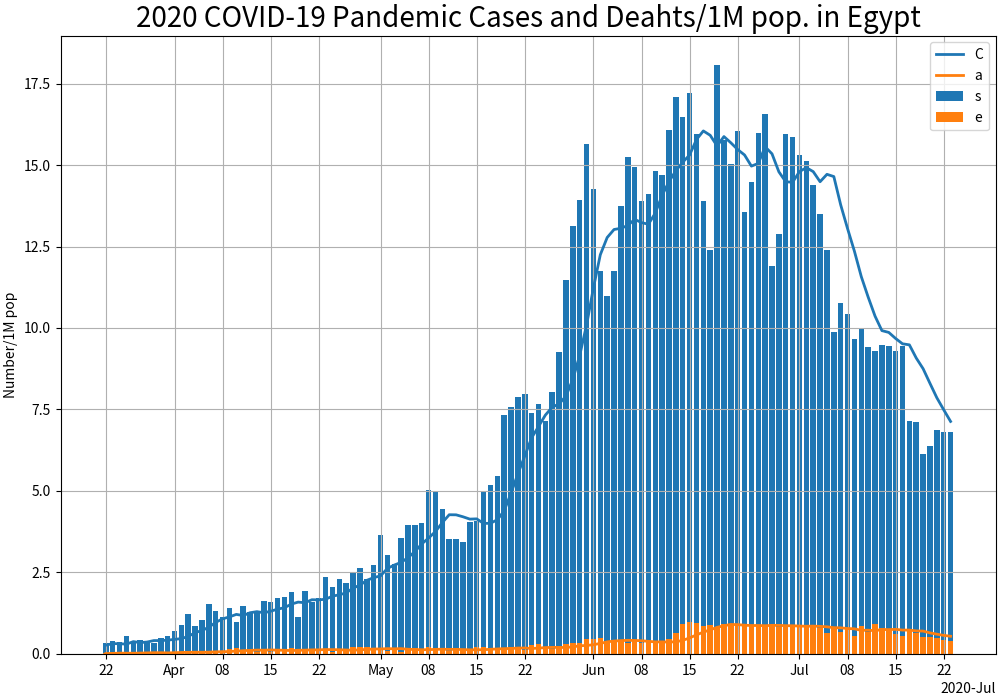 2020 COVID-19 Pandemic Cases and Deahts/1M pop. in Egypt
C
a
s
e
Number/1M pop
17.5
15.0
12.5
10.0
7.5
5.0
2.5
0.0
22 Apr 08 15 22 May 08 15 22 Jun 08 15 22 Jul 08 15 22
2020-Jul